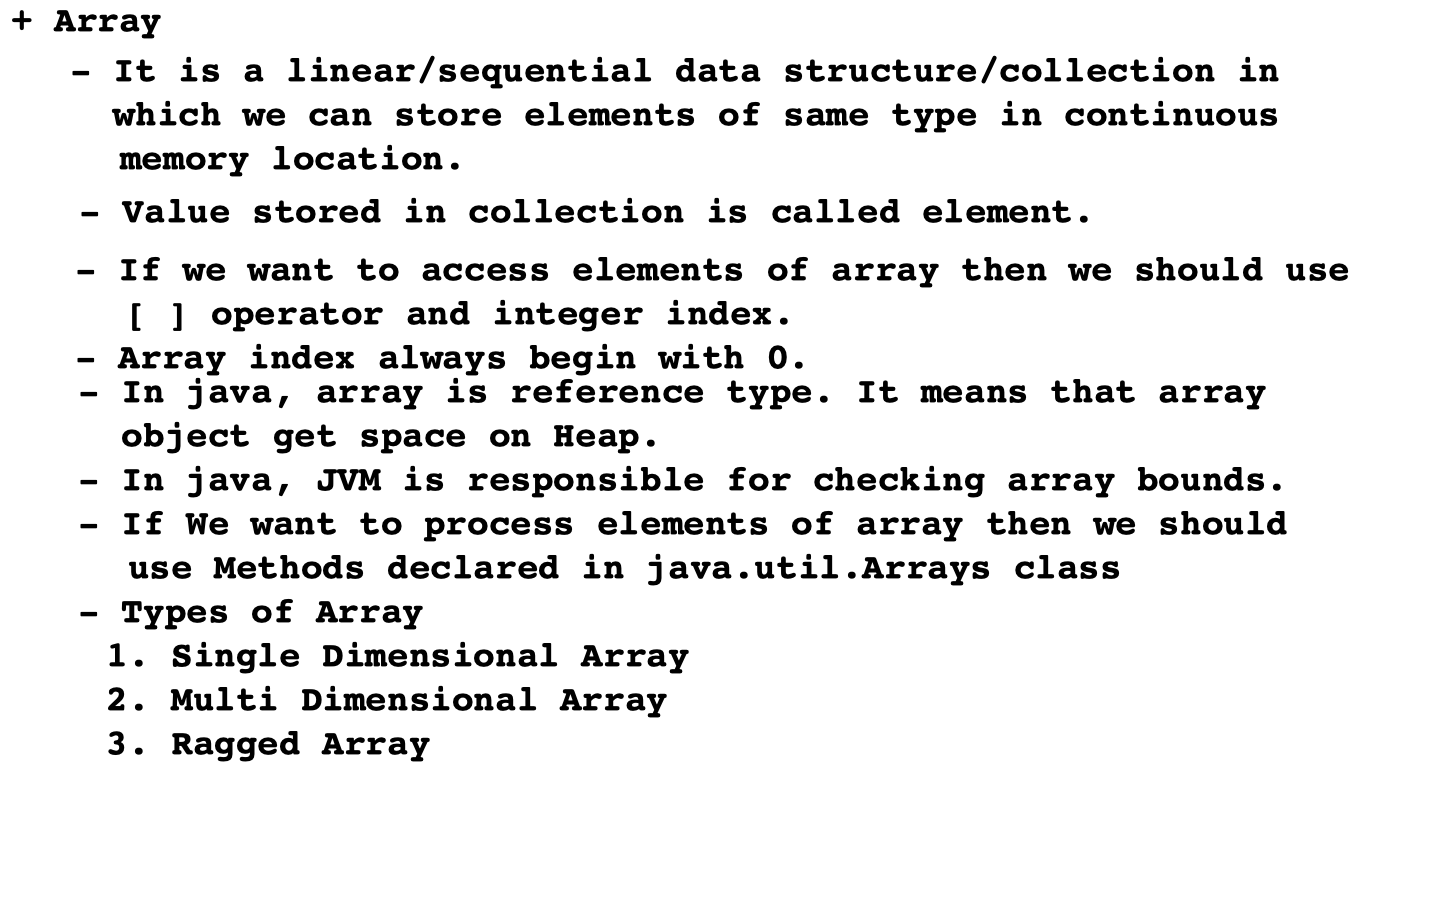 + Array
- It is a linear/sequential data structure/collection in
which we can store elements of same type in continuous
memory location.
- Value stored in collection is called element.
- If we want to access elements of array then we should use
[ ] operator and integer index.
- Array index always begin with 0.
- In java, array is reference type. It means that array
object get space on Heap.
- In java, JVM is responsible for checking array bounds.
- If We want to process elements of array then we should
use Methods declared in java.util.Arrays class
- Types of Array
1. Single Dimensional Array
2. Multi Dimensional Array
3. Ragged Array